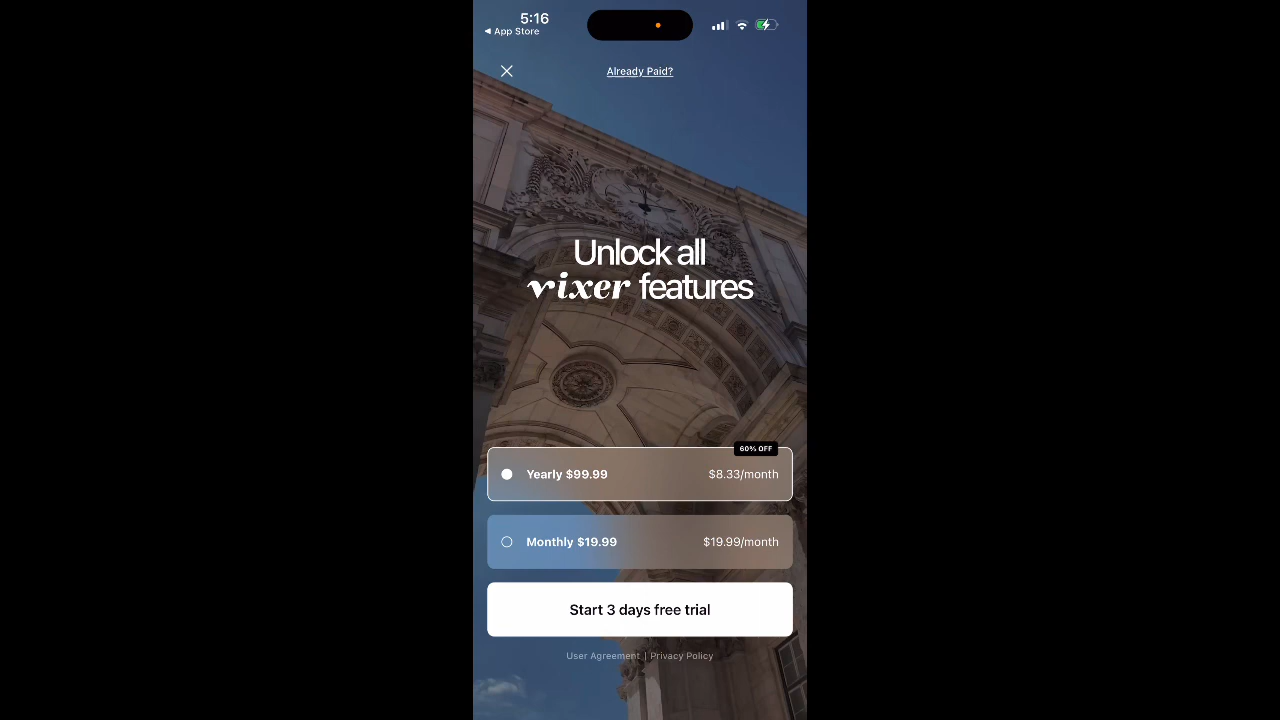 5:16
◀ App Store
Already Paid?
Unlock all
vixer features
60% OFF
Yearly $99.99 $8.33/month
Monthly $19.99 $19.99/month
Start 3 days free trial
User Agreement | Privacy Policy